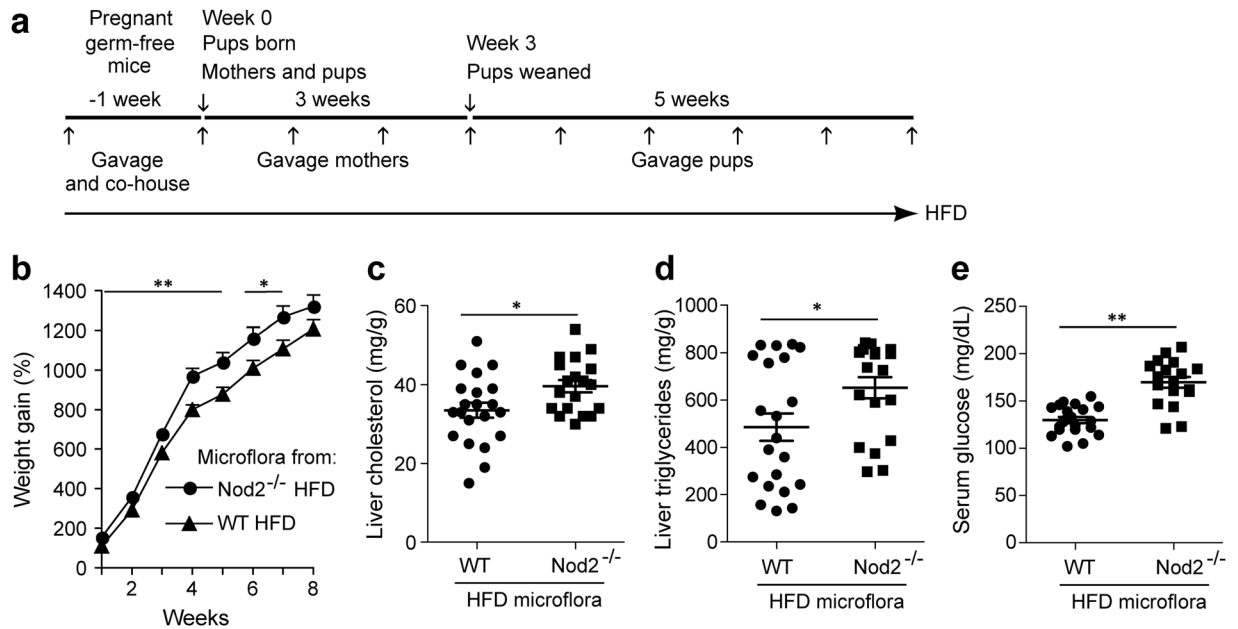 a
Pregnant
germ-free
mice
-1 week
Week 0
Pups born
Mothers and pups
3 weeks
Week 3
Pups weaned
5 weeks
Gavage
and co-house
Gavage mothers
Gavage pups
HFD
b
Weight gain (%)
1400
1200
1000
800
600
400
200
0
** *
Microflora from:
Nod2-/- HFD
WT HFD
2 4 6 8
Weeks
c
Liver cholesterol (mg/g)
60
40
20
0
*
WT Nod2-/-
HFD microflora
d
Liver triglycerides (mg/g)
1000
800
600
400
200
0
*
WT Nod2-/-
HFD microflora
e
Serum glucose (mg/dL)
250
200
150
100
50
0
**
WT Nod2-/-
HFD microflora